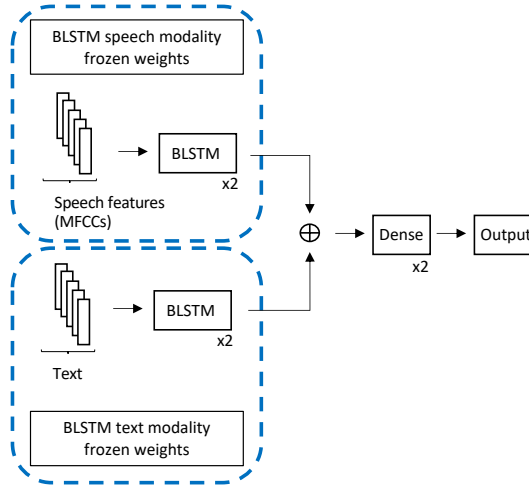 BLSTM speech modality
frozen weights
BLSTM
x2
Speech features
(MFCCs)
Dense
x2
Output
BLSTM
x2
Text
BLSTM text modality
frozen weights